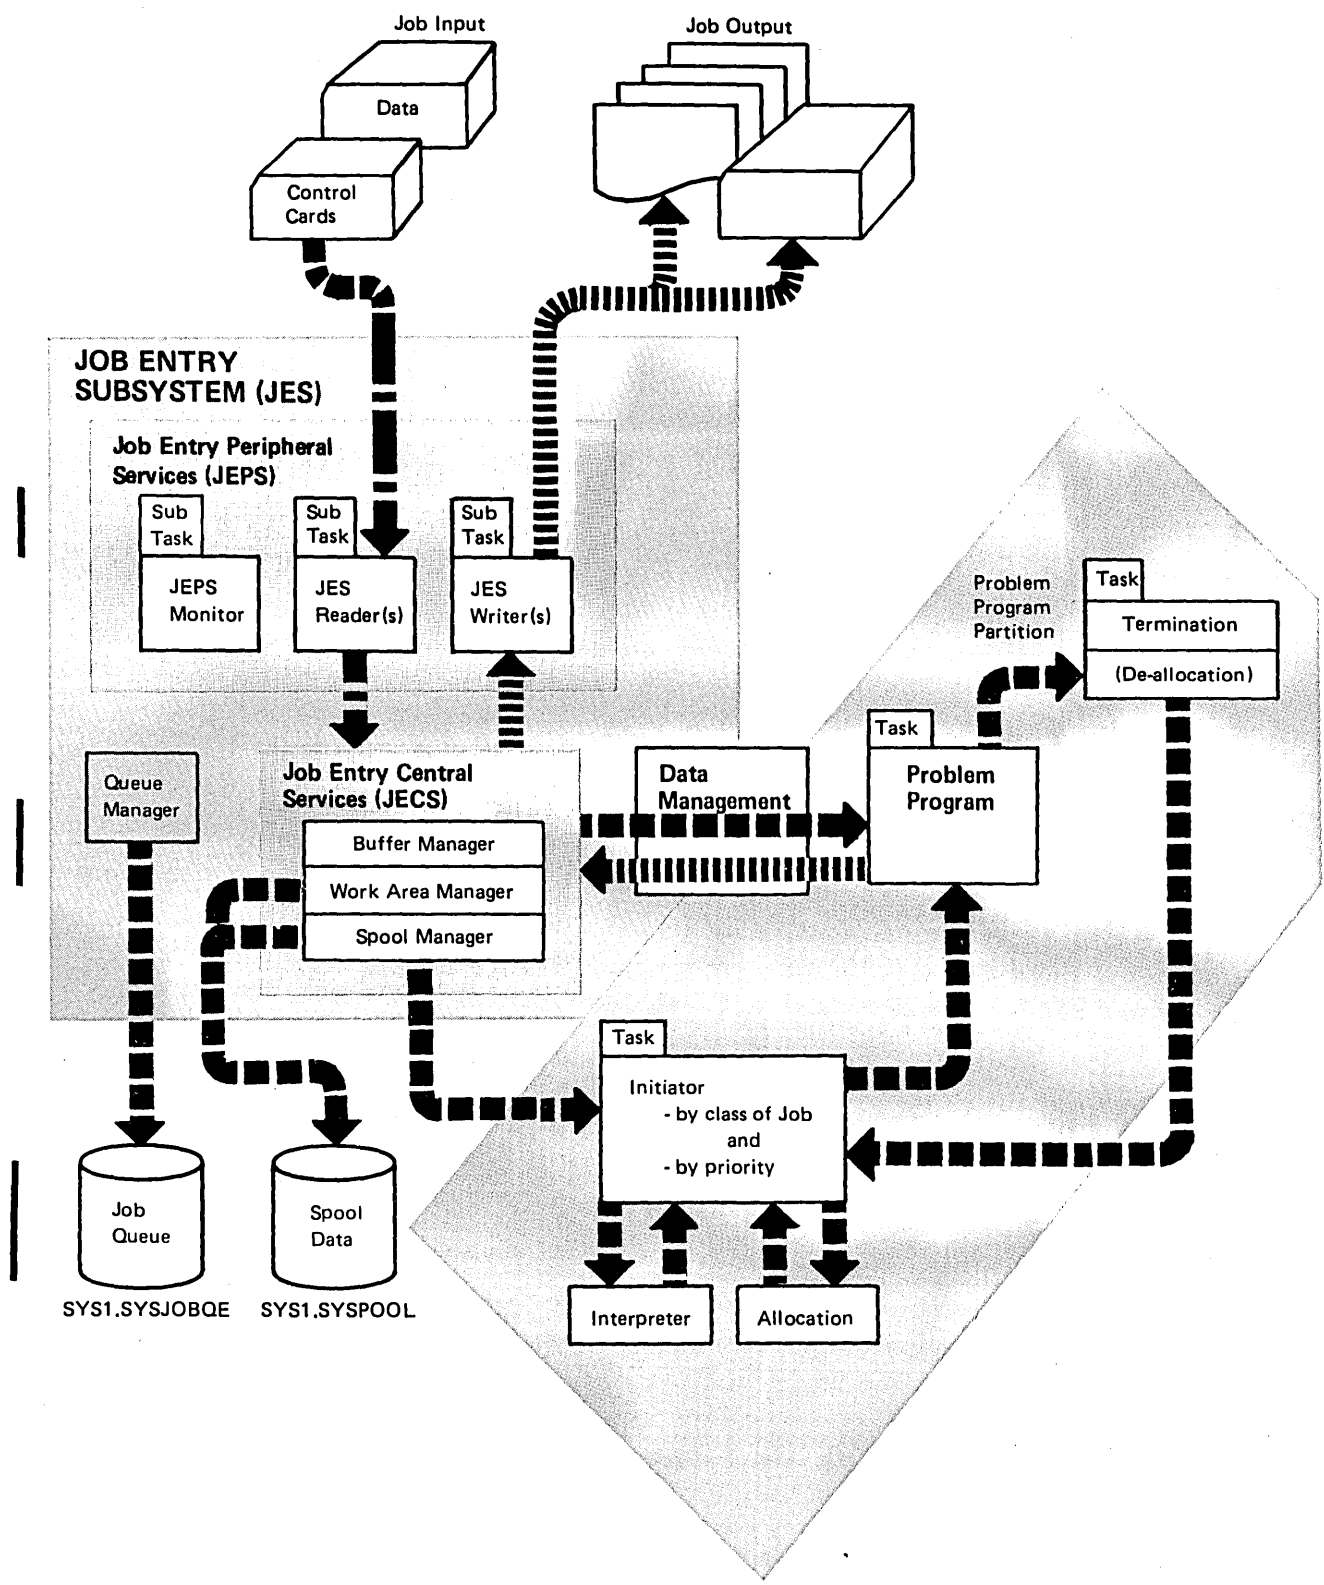 Job Input
Job Output
Data
Control
Cards
JOB ENTRY
SUBSYSTEM (JES)
Job Entry Peripheral
Services (JEPS)
Sub
Task
JEPS
Monitor
Sub
Task
JES
Reader(s)
Sub
Task
JES
Writer(s)
Problem
Program
Partition
Task
Termination
(De-allocation)
Task
Problem
Program
Queue
Manager
Job Entry Central
Services (JECS)
Buffer Manager
Work Area Manager
Spool Manager
Data
Management
Task
Initiator
- by class of Job
and
- by priority
Job
Queue
SYS1.SYSJOBQE
Spool
Data
SYS1.SYSPOOL
Interpreter
Allocation